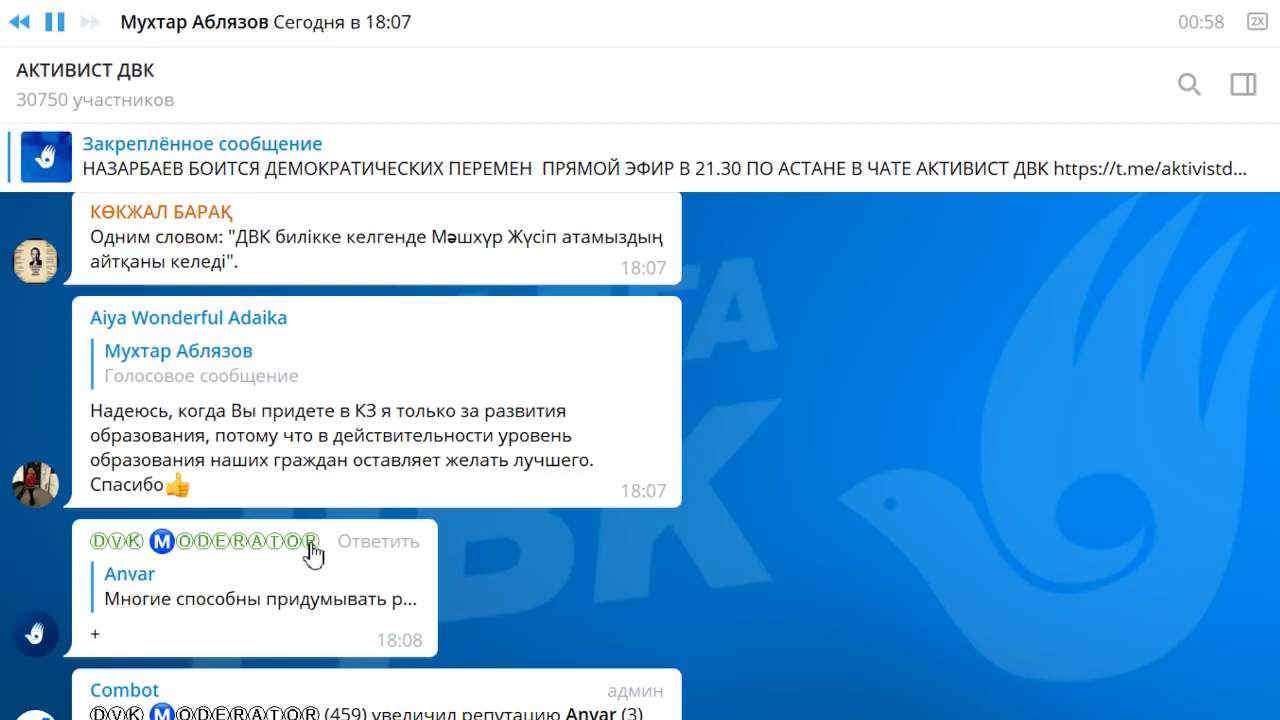 Мухтар Аблязов Сегодня в 18:07
00:58
2X
АКТИВИСТ ДВК
30750 участников
Закреплённое сообщение
НАЗАРБАЕВ БОИТСЯ ДЕМОКРАТИЧЕСКИХ ПЕРЕМЕН ПРЯМОЙ ЭФИР В 21.30 ПО АСТАНЕ В ЧАТЕ АКТИВИСТ ДВК https://t.me/aktivistd...
КӨКЖАЛ БАРАҚ
Одним словом: "ДВК билікке келгенде Мәшхүр Жүсіп атамыздың
айтқаны келеді".
18:07
Aiya Wonderful Adaika
Мухтар Аблязов
Голосовое сообщение
Надеюсь, когда Вы придете в КЗ я только за развития
образования, потому что в действительности уровень
образования наших граждан оставляет желать лучшего.
Спасибо👍
18:07
ⒹⓋⓀ Ⓜ️ⓄⒹⒺⓇⒶⓉⓄⓇ Ответить
Anvar
Многие способны придумывать р...
+
18:08
Combot админ
ⒹⓋⓀ Ⓜ️ⓄⒹⒺⓇⒶⓉⓄⓇ (459) увеличил репутацию Anvar (3)
ДВК